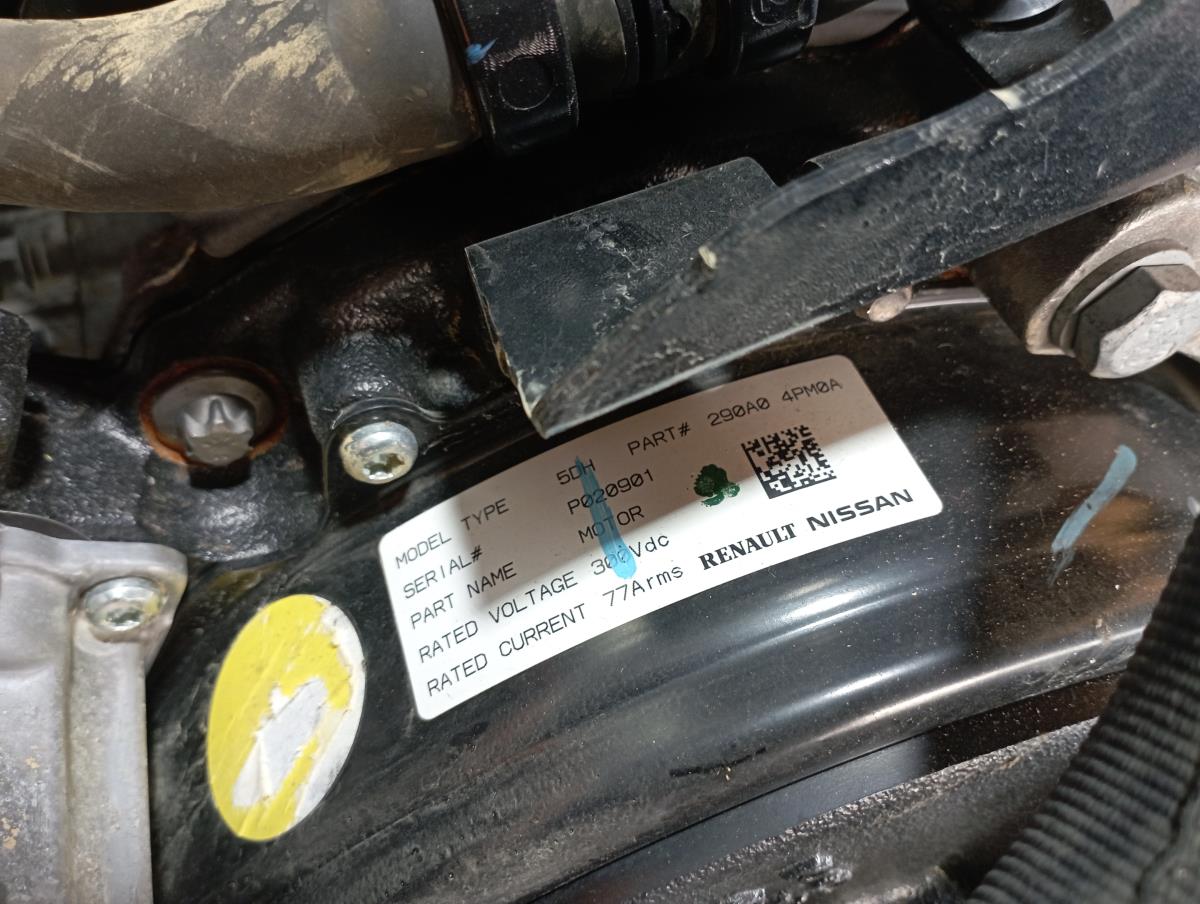 MODEL TYPE 5DH PART# 290A0 4PM0A
SERIAL# P020901
PART NAME MOTOR
RATED VOLTAGE 300Vdc
RATED CURRENT 77Arms
RENAULT NISSAN